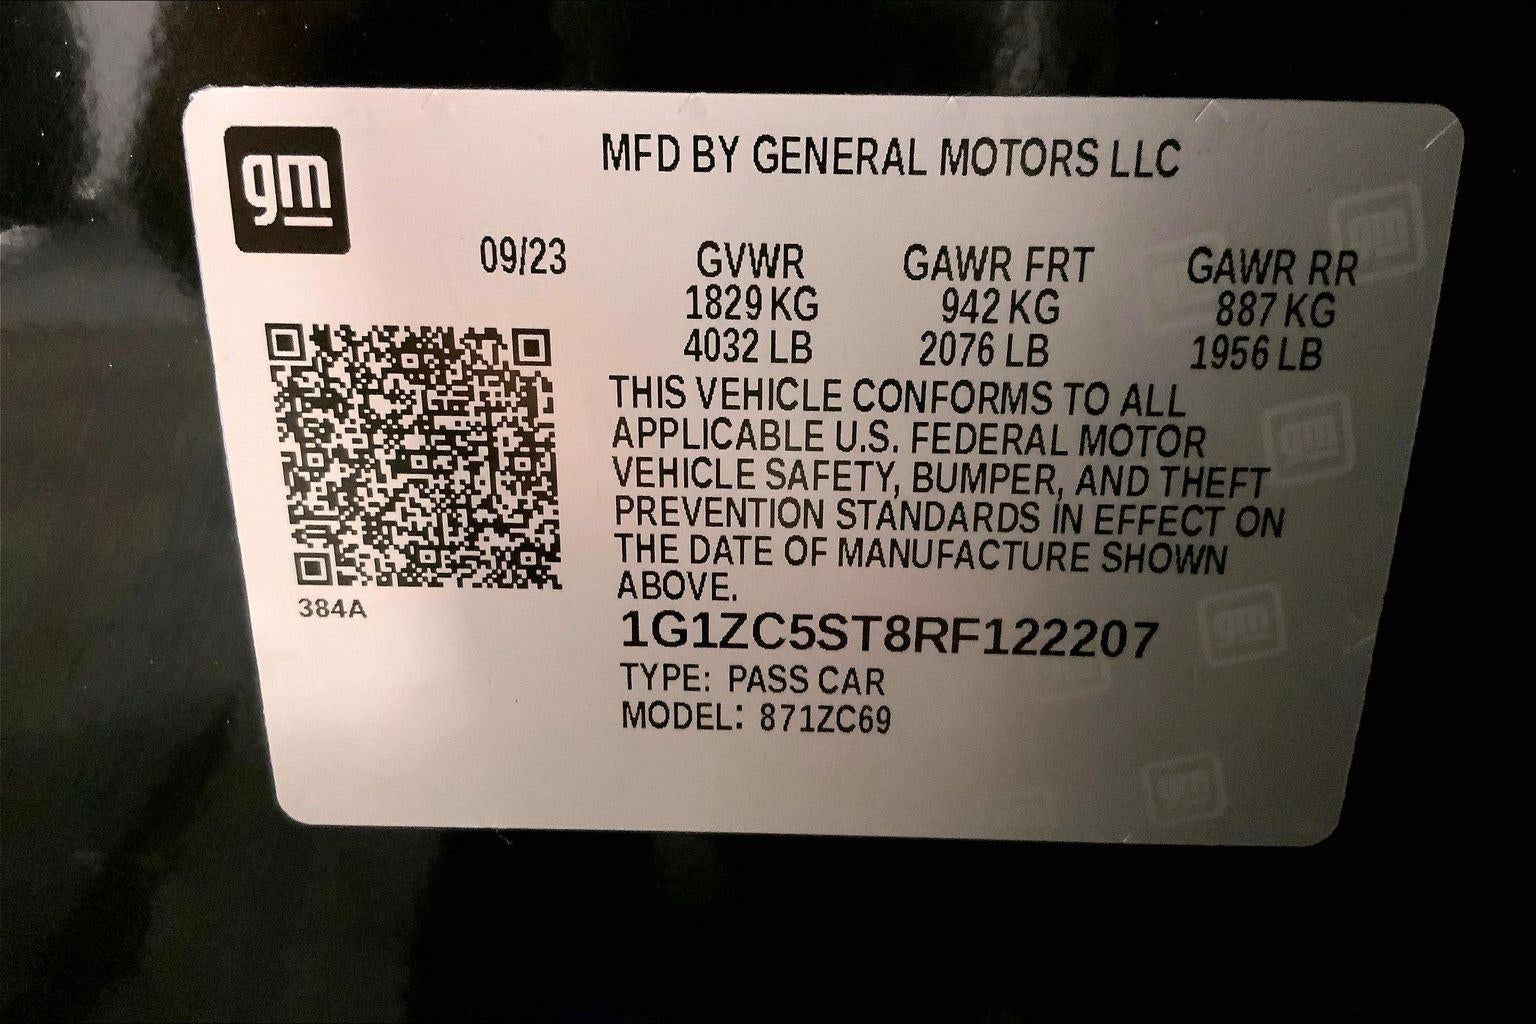 gm
MFD BY GENERAL MOTORS LLC
09/23 GVWR GAWR FRT GAWR RR
1829 KG 942 KG 887 KG
4032 LB 2076 LB 1956 LB
THIS VEHICLE CONFORMS TO ALL
APPLICABLE U.S. FEDERAL MOTOR
VEHICLE SAFETY, BUMPER, AND THEFT
PREVENTION STANDARDS IN EFFECT ON
THE DATE OF MANUFACTURE SHOWN
ABOVE.
384A
1G1ZC5ST8RF122207
TYPE: PASS CAR
MODEL: 871ZC69